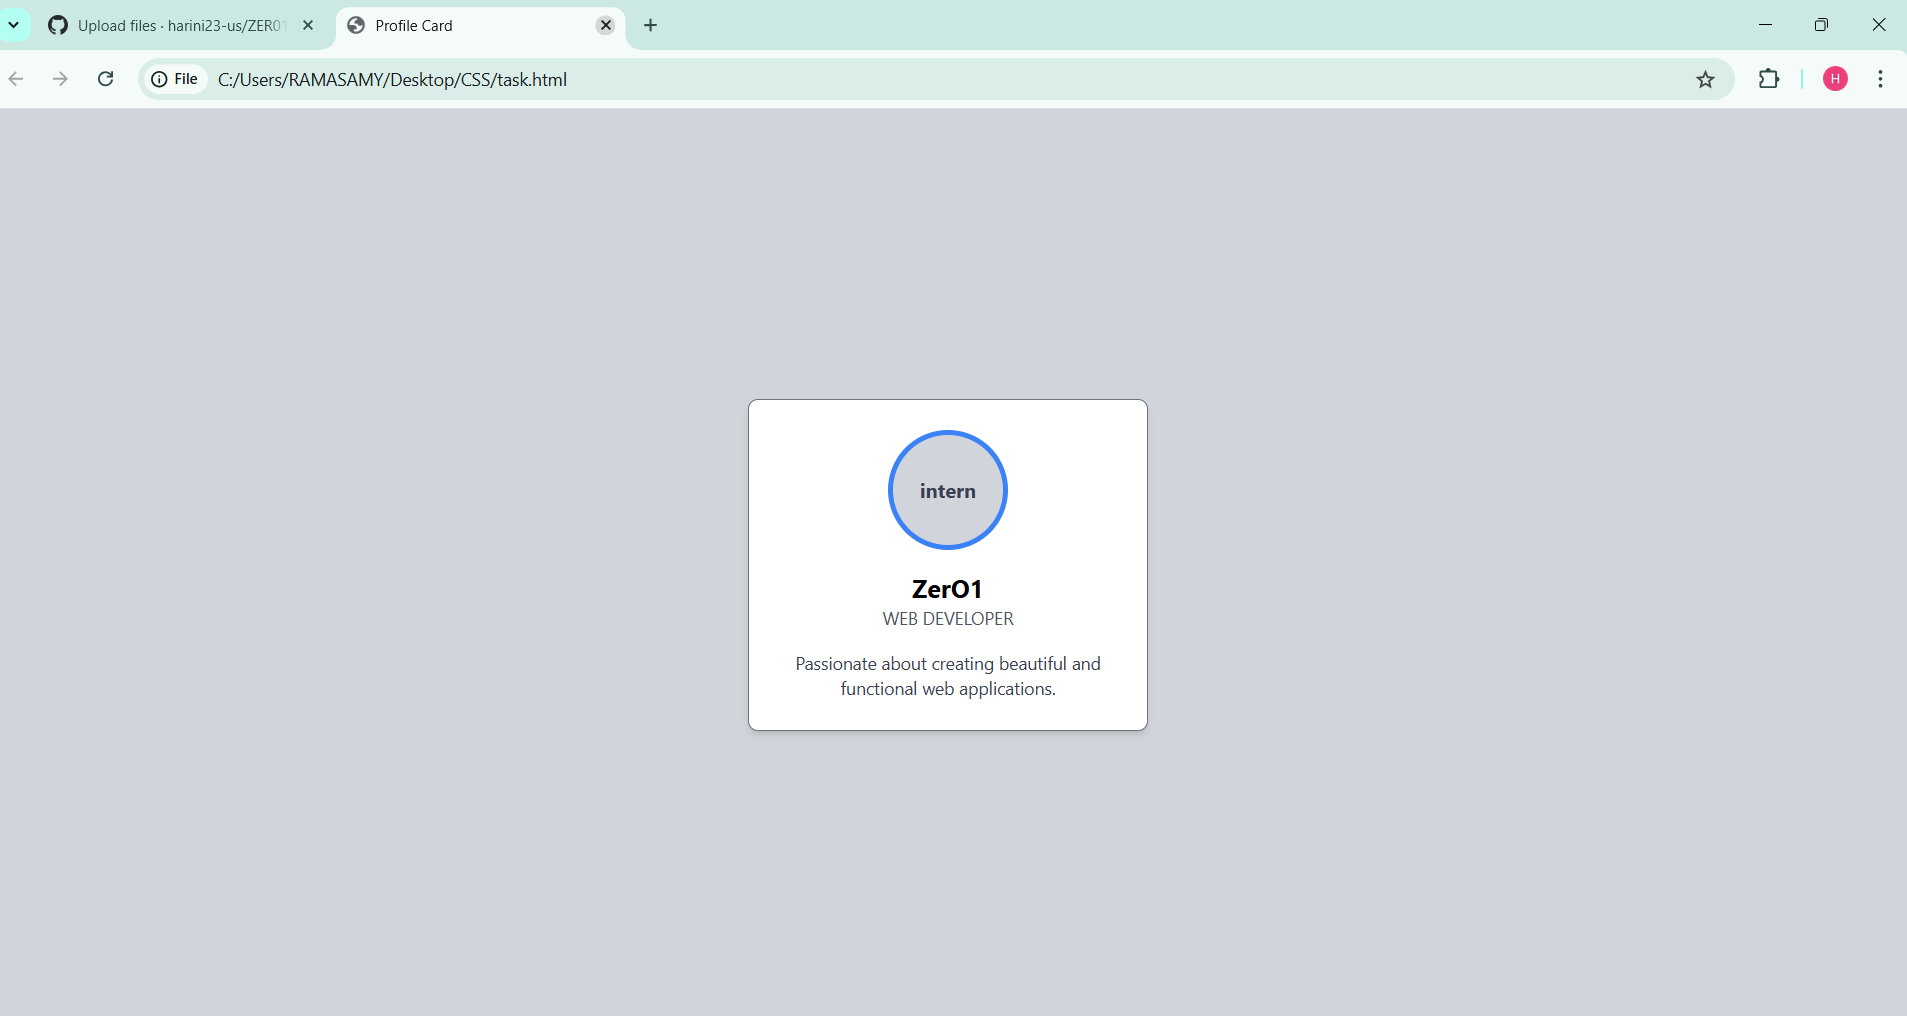 Upload files · harini23-us/ZER01
Profile Card
File
C:/Users/RAMASAMY/Desktop/CSS/task.html
H
intern
ZerO1
WEB DEVELOPER
Passionate about creating beautiful and
functional web applications.